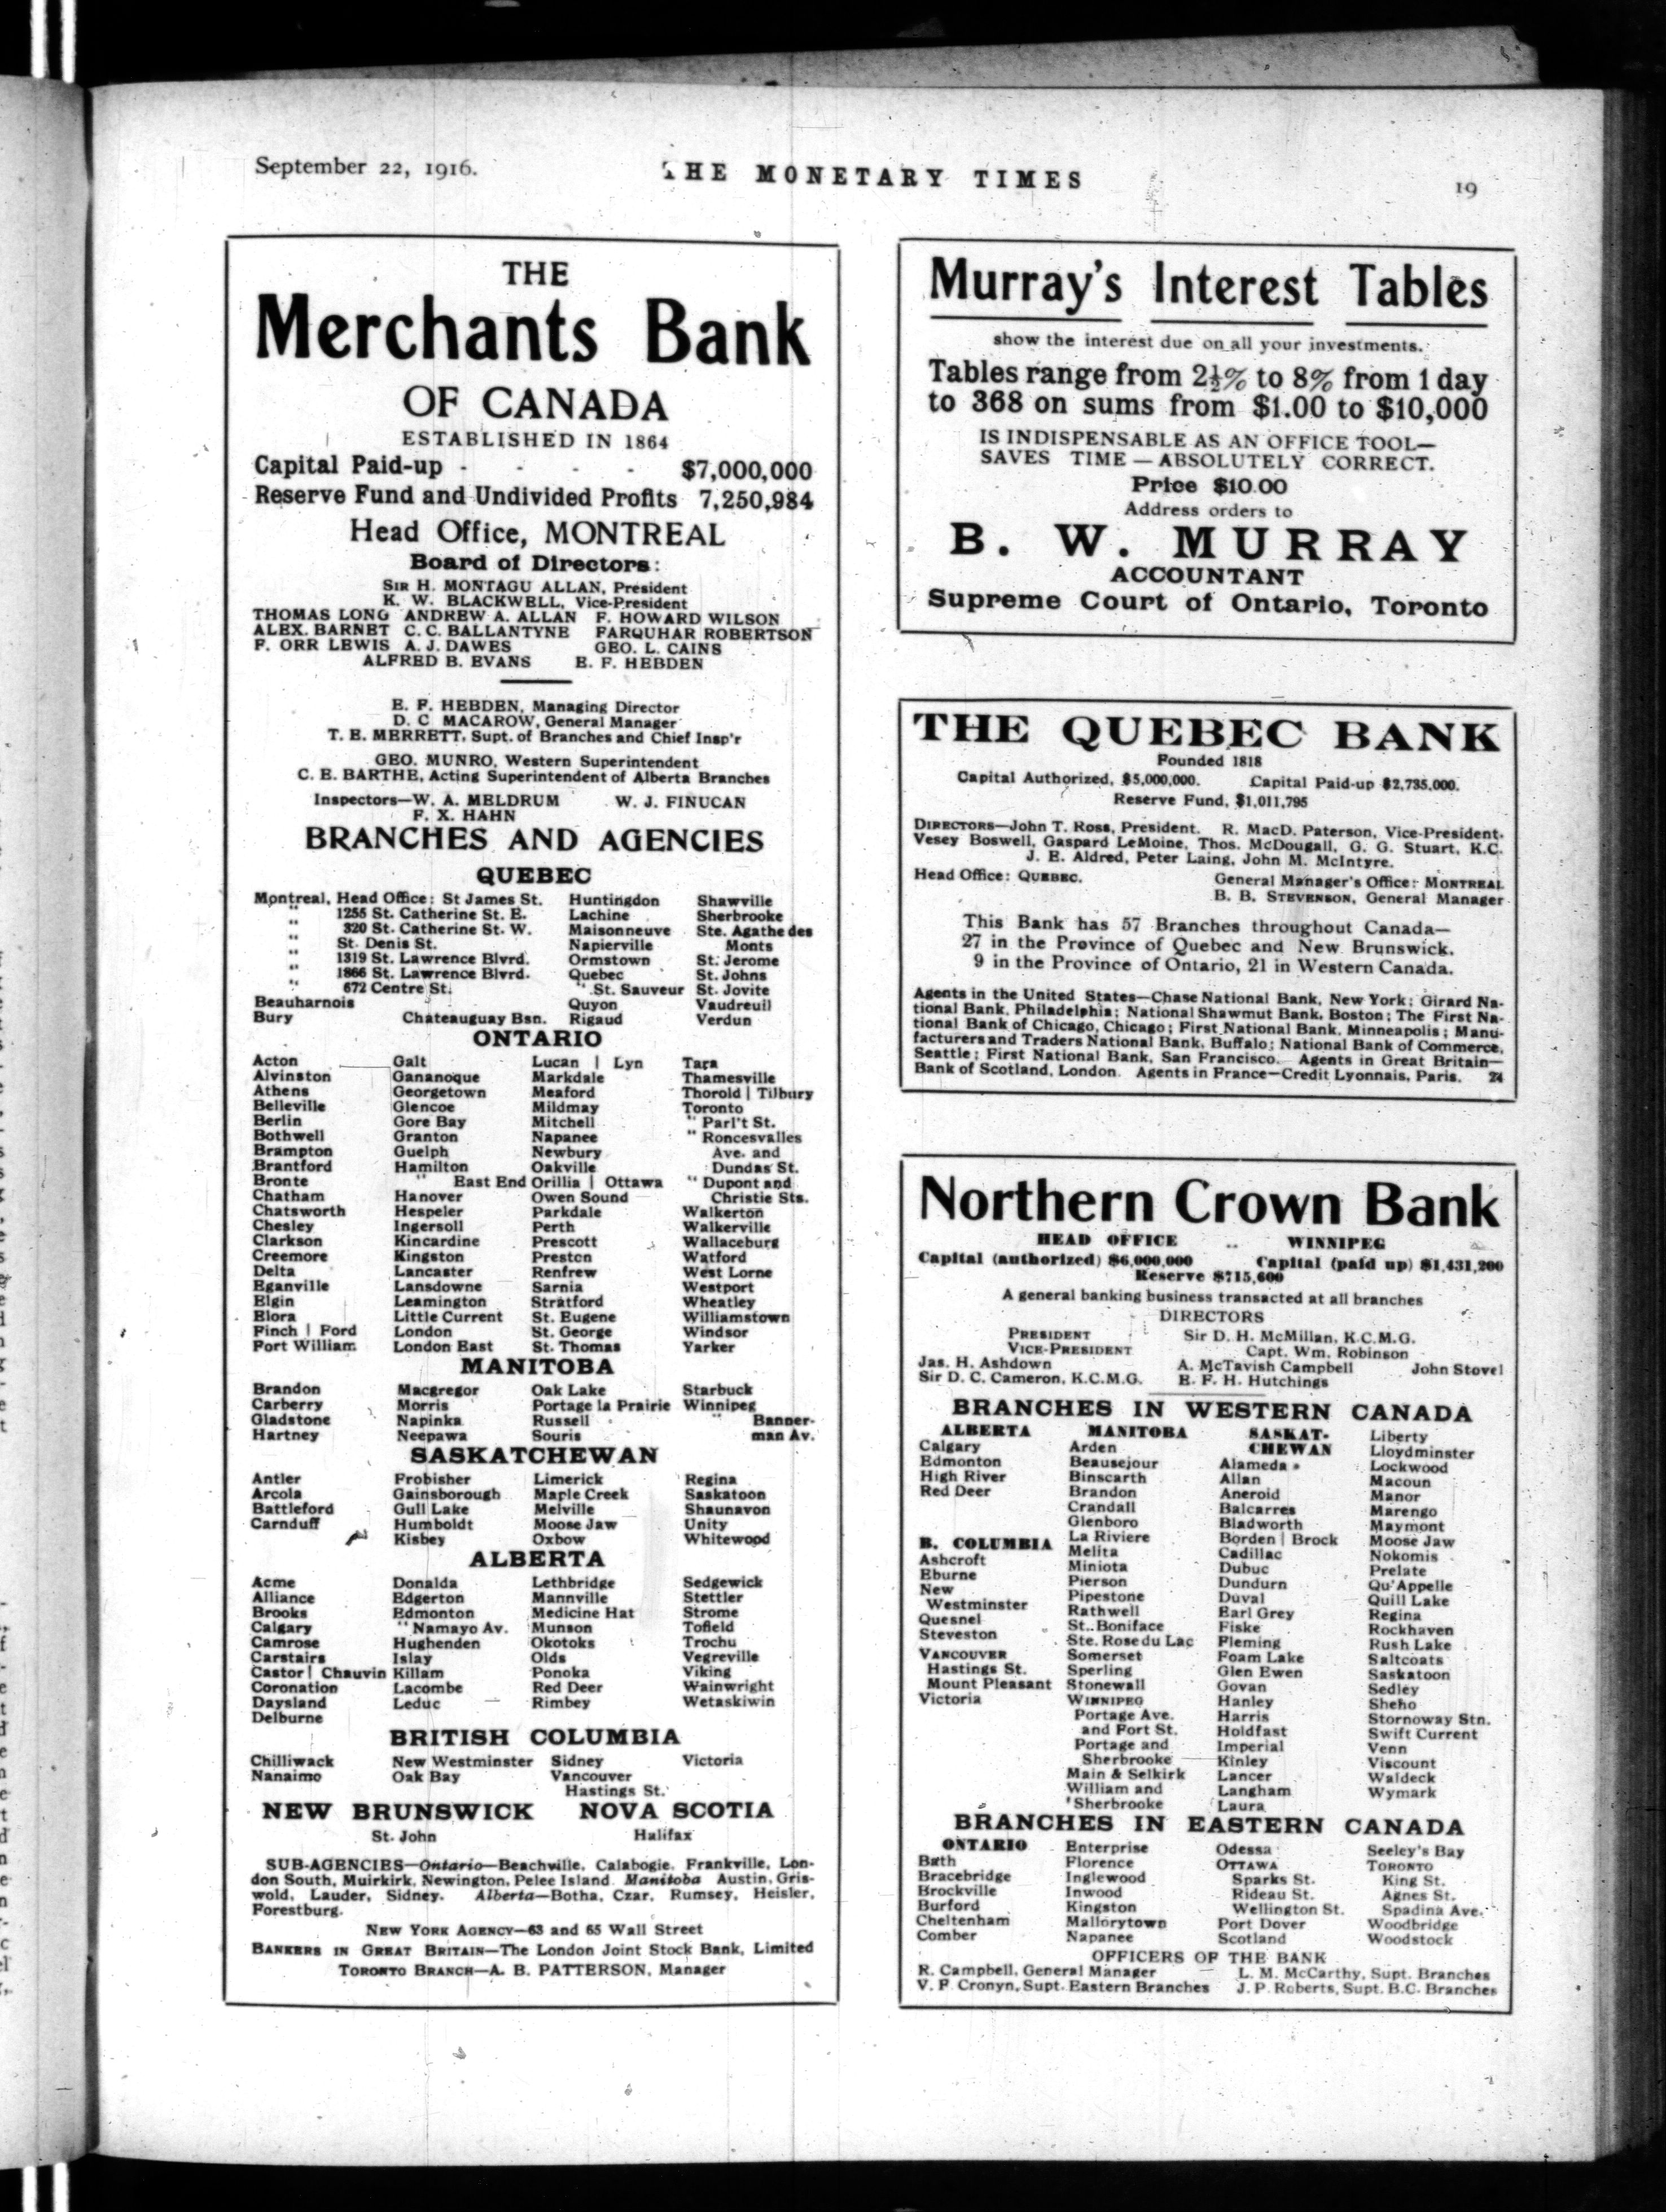 September 22, 1916.
THE MONETARY TIMES
19
THE
Merchants Bank
OF CANADA
ESTABLISHED IN 1864
Capital Paid-up - - - - $7,000,000
Reserve Fund and Undivided Profits 7,250,984
Head Office, MONTREAL
Board of Directors:
SIR H. MONTAGU ALLAN, President
K. W. BLACKWELL, Vice-President
THOMAS LONG ANDREW A. ALLAN F. HOWARD WILSON
ALEX. BARNET C. C. BALLANTYNE FARQUHAR ROBERTSON
F. ORR LEWIS A. J. DAWES GEO. L. CAINS
ALFRED B. EVANS E. F. HEBDEN
E. F. HEBDEN, Managing Director
D. C MACAROW, General Manager
T. E. MERRETT, Supt. of Branches and Chief Insp'r
GEO. MUNRO, Western Superintendent
C. E. BARTHE, Acting Superintendent of Alberta Branches
Inspectors—W. A. MELDRUM W. J. FINUCAN
F. X. HAHN
BRANCHES AND AGENCIES
QUEBEC
Montreal, Head Office: St James St. Huntingdon Shawville
" 1255 St. Catherine St. E. Lachine Sherbrooke
" 320 St. Catherine St. W. Maisonneuve Ste. Agathe des
" St. Denis St. Napierville Monts
" 1319 St. Lawrence Blvrd. Ormstown St. Jerome
" 1866 St. Lawrence Blvrd. Quebec St. Johns
" 672 Centre St. " St. Sauveur St. Jovite
Beauharnois Quyon Vaudreuil
Bury Chateauguay Bsn. Rigaud Verdun
ONTARIO
Acton Galt Lucan | Lyn Tara
Alvinston Gananoque Markdale Thamesville
Athens Georgetown Meaford Thorold | Tilbury
Belleville Glencoe Mildmay Toronto
Berlin Gore Bay Mitchell " Parl't St.
Bothwell Granton Napanee " Roncesvalles
Brampton Guelph Newbury Ave. and
Brantford Hamilton Oakville Dundas St.
Bronte " East End Orillia | Ottawa " Dupont and
Chatham Hanover Owen Sound Christie Sts.
Chatsworth Hespeler Parkdale Walkerton
Chesley Ingersoll Perth Walkerville
Clarkson Kincardine Prescott Wallaceburg
Creemore Kingston Preston Watford
Delta Lancaster Renfrew West Lorne
Eganville Lansdowne Sarnia Westport
Elgin Leamington Stratford Wheatley
Elora Little Current St. Eugene Williamstown
Finch | Ford London St. George Windsor
Fort William London East St. Thomas Yarker
MANITOBA
Brandon Macgregor Oak Lake Starbuck
Carberry Morris Portage la Prairie Winnipeg
Gladstone Napinka Russell " Banner-
Hartney Neepawa Souris man Av.
SASKATCHEWAN
Antler Frobisher Limerick Regina
Arcola Gainsborough Maple Creek Saskatoon
Battleford Gull Lake Melville Shaunavon
Carnduff Humboldt Moose Jaw Unity
Kisbey Oxbow Whitewood
ALBERTA
Acme Donalda Lethbridge Sedgewick
Alliance Edgerton Mannville Stettler
Brooks Edmonton Medicine Hat Strome
Calgary " Namayo Av. Munson Tofield
Camrose Hughenden Okotoks Trochu
Carstairs Islay Olds Vegreville
Castor | Chauvin Killam Ponoka Viking
Coronation Lacombe Red Deer Wainwright
Daysland Leduc Rimbey Wetaskiwin
Delburne
BRITISH COLUMBIA
Chilliwack New Westminster Sidney Victoria
Nanaimo Oak Bay Vancouver
Hastings St.
NEW BRUNSWICK NOVA SCOTIA
St. John Halifax
SUB-AGENCIES—Ontario—Beachville, Calabogie, Frankville, Lon-
don South, Muirkirk, Newington, Pelee Island. Manitoba Austin, Gris-
wold, Lauder, Sidney. Alberta—Botha, Czar, Rumsey, Heisler,
Forestburg.
NEW YORK AGENCY—63 and 65 Wall Street
BANKERS IN GREAT BRITAIN—The London Joint Stock Bank, Limited
TORONTO BRANCH—A. B. PATTERSON, Manager
Murray's Interest Tables
show the interest due on all your investments.
Tables range from 2½% to 8% from 1 day
to 368 on sums from $1.00 to $10,000
IS INDISPENSABLE AS AN OFFICE TOOL—
SAVES TIME—ABSOLUTELY CORRECT.
Price $10.00
Address orders to
B. W. MURRAY
ACCOUNTANT
Supreme Court of Ontario, Toronto
THE QUEBEC BANK
Founded 1818
Capital Authorized, $5,000,000. Capital Paid-up $2,735,000.
Reserve Fund, $1,011,795
DIRECTORS—John T. Ross, President. R. MacD. Paterson, Vice-President.
Vesey Boswell, Gaspard LeMoine, Thos. McDougall, G. G. Stuart, K.C.
J. E. Aldred, Peter Laing, John M. McIntyre.
Head Office: QUEBEC. General Manager's Office: MONTREAL
B. B. STEVENSON, General Manager
This Bank has 57 Branches throughout Canada—
27 in the Province of Quebec and New Brunswick.
9 in the Province of Ontario, 21 in Western Canada.
Agents in the United States—Chase National Bank, New York; Girard Na-
tional Bank, Philadelphia; National Shawmut Bank, Boston; The First Na-
tional Bank of Chicago, Chicago; First National Bank, Minneapolis; Manu-
facturers and Traders National Bank, Buffalo; National Bank of Commerce,
Seattle; First National Bank, San Francisco. Agents in Great Britain—
Bank of Scotland, London. Agents in France—Credit Lyonnais, Paris. 24
Northern Crown Bank
HEAD OFFICE .. WINNIPEG
Capital (authorized) $6,000,000 Capital (paid up) $1,431,200
Reserve $715,600
A general banking business transacted at all branches
DIRECTORS
PRESIDENT Sir D. H. McMillan, K.C.M.G.
VICE-PRESIDENT Capt. Wm. Robinson
Jas. H. Ashdown A. McTavish Campbell John Stovel
Sir D. C. Cameron, K.C.M.G. E. F. H. Hutchings
BRANCHES IN WESTERN CANADA
ALBERTA
Calgary
Edmonton
High River
Red Deer
B. COLUMBIA
Ashcroft
Eburne
New
Westminster
Quesnel
Steveston
VANCOUVER
Hastings St.
Mount Pleasant
Victoria
MANITOBA
Arden
Beausejour
Binscarth
Brandon
Crandall
Glenboro
La Riviere
Melita
Miniota
Pierson
Pipestone
Rathwell
St. Boniface
Ste. Rose du Lac
Somerset
Sperling
Stonewall
WINNIPEG
Portage Ave.
and Fort St.
Portage and
Sherbrooke
Main & Selkirk
William and
Sherbrooke
SASKAT-
CHEWAN
Alameda
Allan
Aneroid
Balcarres
Bladworth
Borden | Brock
Cadillac
Dubuc
Dundurn
Duval
Earl Grey
Fiske
Fleming
Foam Lake
Glen Ewen
Govan
Hanley
Harris
Holdfast
Imperial
Kinley
Lancer
Langham
Laura
Liberty
Lloydminster
Lockwood
Macoun
Manor
Marengo
Maymont
Moose Jaw
Nokomis
Prelate
Qu'Appelle
Quill Lake
Regina
Rockhaven
Rush Lake
Saltcoats
Saskatoon
Sedley
Sheho
Stornoway Stn.
Swift Current
Venn
Viscount
Waldeck
Wymark
BRANCHES IN EASTERN CANADA
ONTARIO
Bath
Bracebridge
Brockville
Burford
Cheltenham
Comber
Enterprise
Florence
Inglewood
Inwood
Kingston
Mallorytown
Napanee
Odessa
OTTAWA
Sparks St.
Rideau St.
Wellington St.
Port Dover
Scotland
Seeley's Bay
TORONTO
King St.
Agnes St.
Spadina Ave.
Woodbridge
Woodstock
OFFICERS OF THE BANK
R. Campbell, General Manager L. M. McCarthy, Supt. Branches
V. F. Cronyn, Supt. Eastern Branches J. P. Roberts, Supt. B.C. Branches